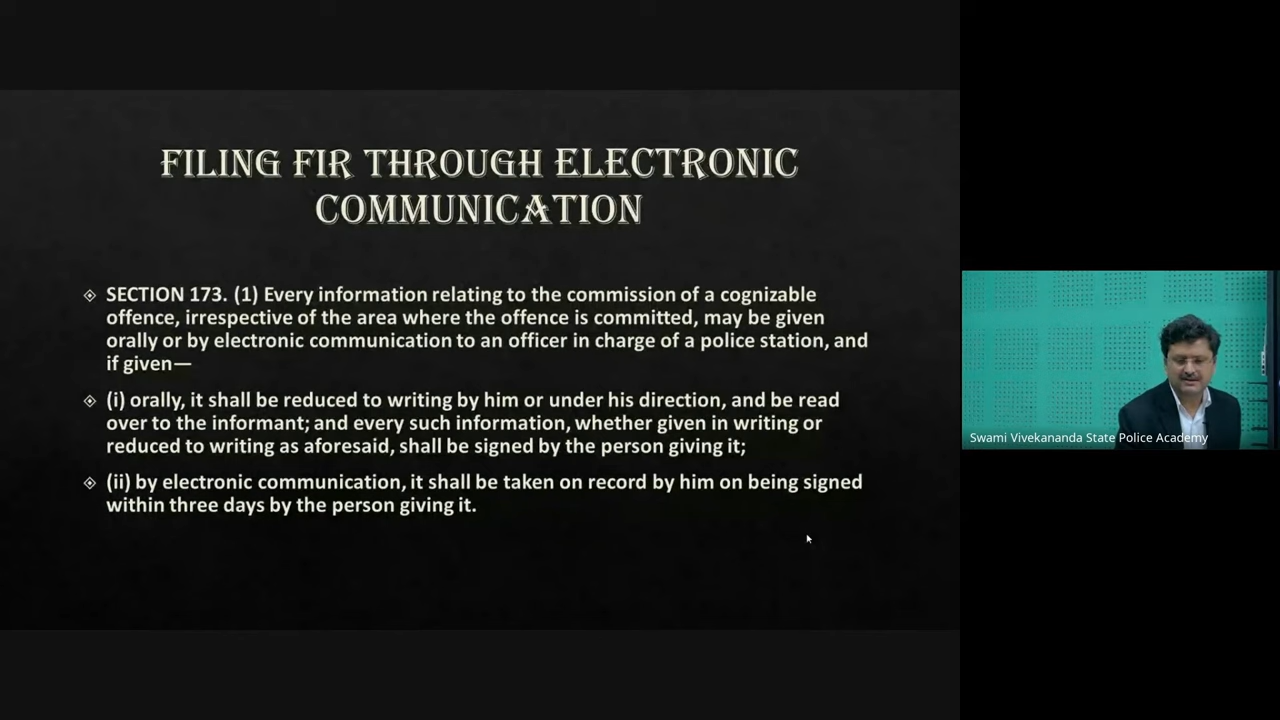 FILING FIR THROUGH ELECTRONIC
COMMUNICATION
SECTION 173. (1) Every information relating to the commission of a cognizable
offence, irrespective of the area where the offence is committed, may be given
orally or by electronic communication to an officer in charge of a police station, and
if given—
(i) orally, it shall be reduced to writing by him or under his direction, and be read
over to the informant; and every such information, whether given in writing or
reduced to writing as aforesaid, shall be signed by the person giving it;
(ii) by electronic communication, it shall be taken on record by him on being signed
within three days by the person giving it.
Swami Vivekananda State Police Academy